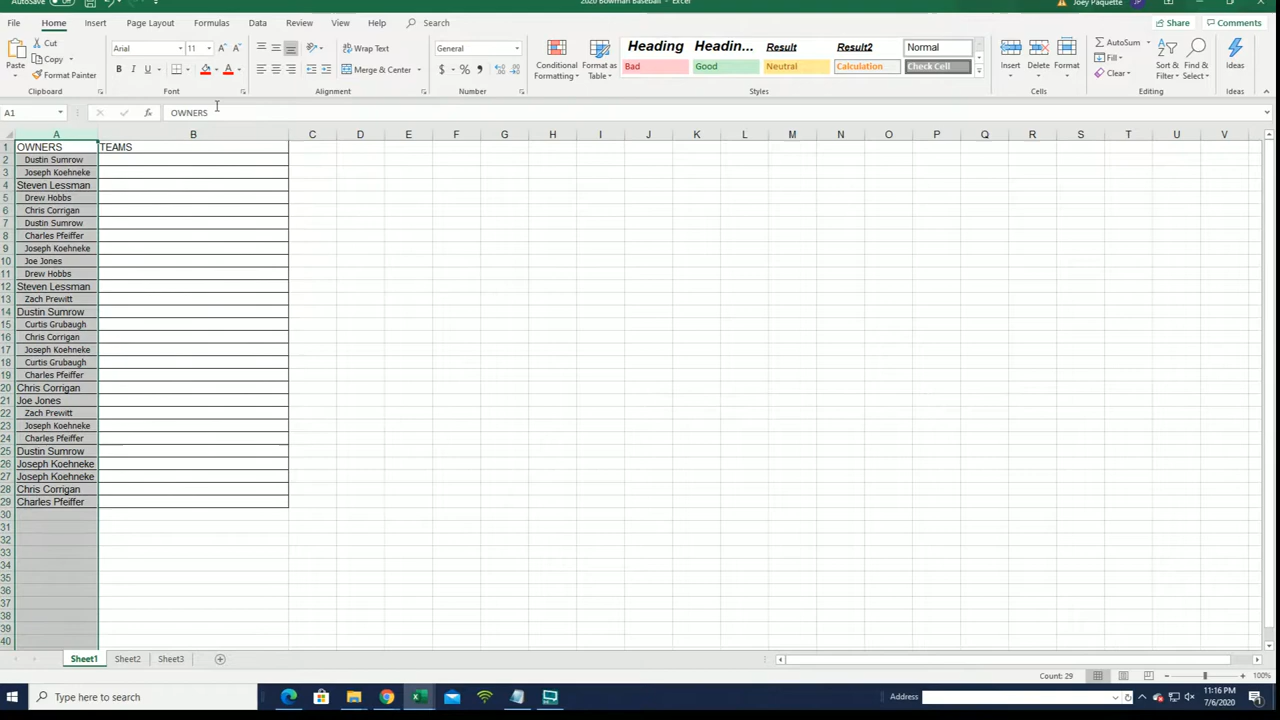 AutoSave Off 2020 Bowman Baseball - Excel Joey Paquette JP
File Home Insert Page Layout Formulas Data Review View Help Search Share Comments
Cut
Copy
Format Painter
Paste
Clipboard
Arial 11
B I U
Font
Wrap Text
Merge & Center
Alignment
General
$ % 9
Number
Conditional Formatting
Format as Table
Heading Headin... Result Result2 Normal
Bad Good Neutral Calculation Check Cell
Styles
Insert Delete Format
Cells
AutoSum
Fill
Clear
Sort & Filter
Find & Select
Editing
Ideas
Ideas
A1 fx OWNERS
A B C D E F G H I J K L M N O P Q R S T U V
1 OWNERS TEAMS
2 Dustin Sumrow
3 Joseph Koehneke
4 Steven Lessman
5 Drew Hobbs
6 Chris Corrigan
7 Dustin Sumrow
8 Charles Pfeiffer
9 Joseph Koehneke
10 Joe Jones
11 Drew Hobbs
12 Steven Lessman
13 Zach Prewitt
14 Dustin Sumrow
15 Curtis Grubaugh
16 Chris Corrigan
17 Joseph Koehneke
18 Curtis Grubaugh
19 Charles Pfeiffer
20 Chris Corrigan
21 Joe Jones
22 Zach Prewitt
23 Joseph Koehneke
24 Charles Pfeiffer
25 Dustin Sumrow
26 Joseph Koehneke
27 Joseph Koehneke
28 Chris Corrigan
29 Charles Pfeiffer
30
31
32
33
34
35
36
37
38
39
40
Sheet1 Sheet2 Sheet3
Count: 29 100%
Type here to search Address 11:16 PM
7/6/2020